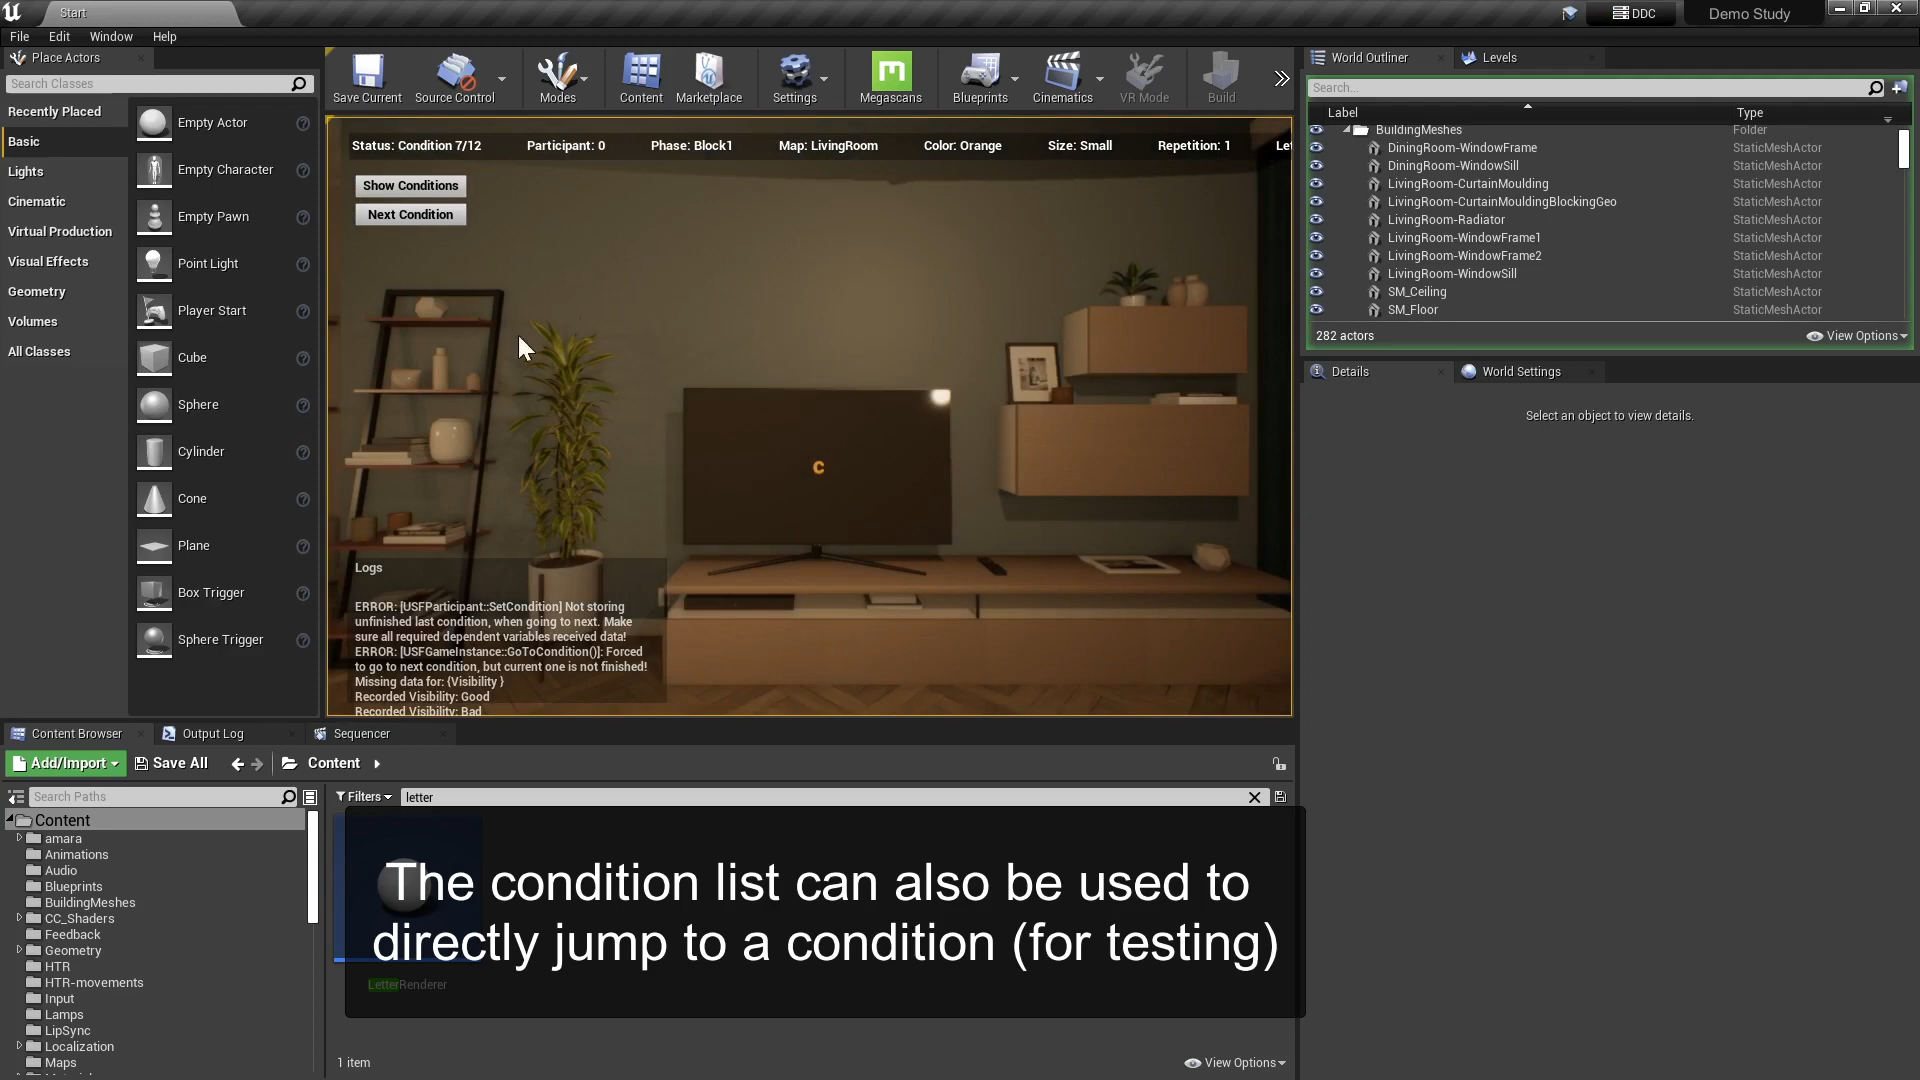 Start
DDC
Demo Study
File Edit Window Help
Place Actors
Search Classes
Recently Placed
Basic
Lights
Cinematic
Virtual Production
Visual Effects
Geometry
Volumes
All Classes
Empty Actor
Empty Character
Empty Pawn
Point Light
Player Start
Cube
Sphere
Cylinder
Cone
Plane
Box Trigger
Sphere Trigger
Save Current Source Control Modes Content Marketplace Settings Megascans Blueprints Cinematics VR Mode Build
Status: Condition 7/12 Participant: 0 Phase: Block1 Map: LivingRoom Color: Orange Size: Small Repetition: 1 Let
Show Conditions
Next Condition
C
Logs
ERROR: [USFParticipant::SetCondition] Not storing
unfinished last condition, when going to next. Make
sure all required dependent variables received data!
ERROR: [USFGameInstance::GoToCondition()]: Forced
to go to next condition, but current one is not finished!
Missing data for: {Visibility }
Recorded Visibility: Good
Recorded Visibility: Bad
World Outliner Levels
Search...
Label Type
BuildingMeshes Folder
DiningRoom-WindowFrame StaticMeshActor
DiningRoom-WindowSill StaticMeshActor
LivingRoom-CurtainMoulding StaticMeshActor
LivingRoom-CurtainMouldingBlockingGeo StaticMeshActor
LivingRoom-Radiator StaticMeshActor
LivingRoom-WindowFrame1 StaticMeshActor
LivingRoom-WindowFrame2 StaticMeshActor
LivingRoom-WindowSill StaticMeshActor
SM_Ceiling StaticMeshActor
SM_Floor StaticMeshActor
282 actors View Options
Details World Settings
Select an object to view details.
Content Browser Output Log Sequencer
Add/Import Save All Content
Search Paths
Content
amara
Animations
Audio
Blueprints
BuildingMeshes
CC_Shaders
Feedback
Geometry
HTR
HTR-movements
Input
Lamps
LipSync
Localization
Maps
Filters letter
The condition list can also be used to
directly jump to a condition (for testing)
LetterRenderer
1 item View Options